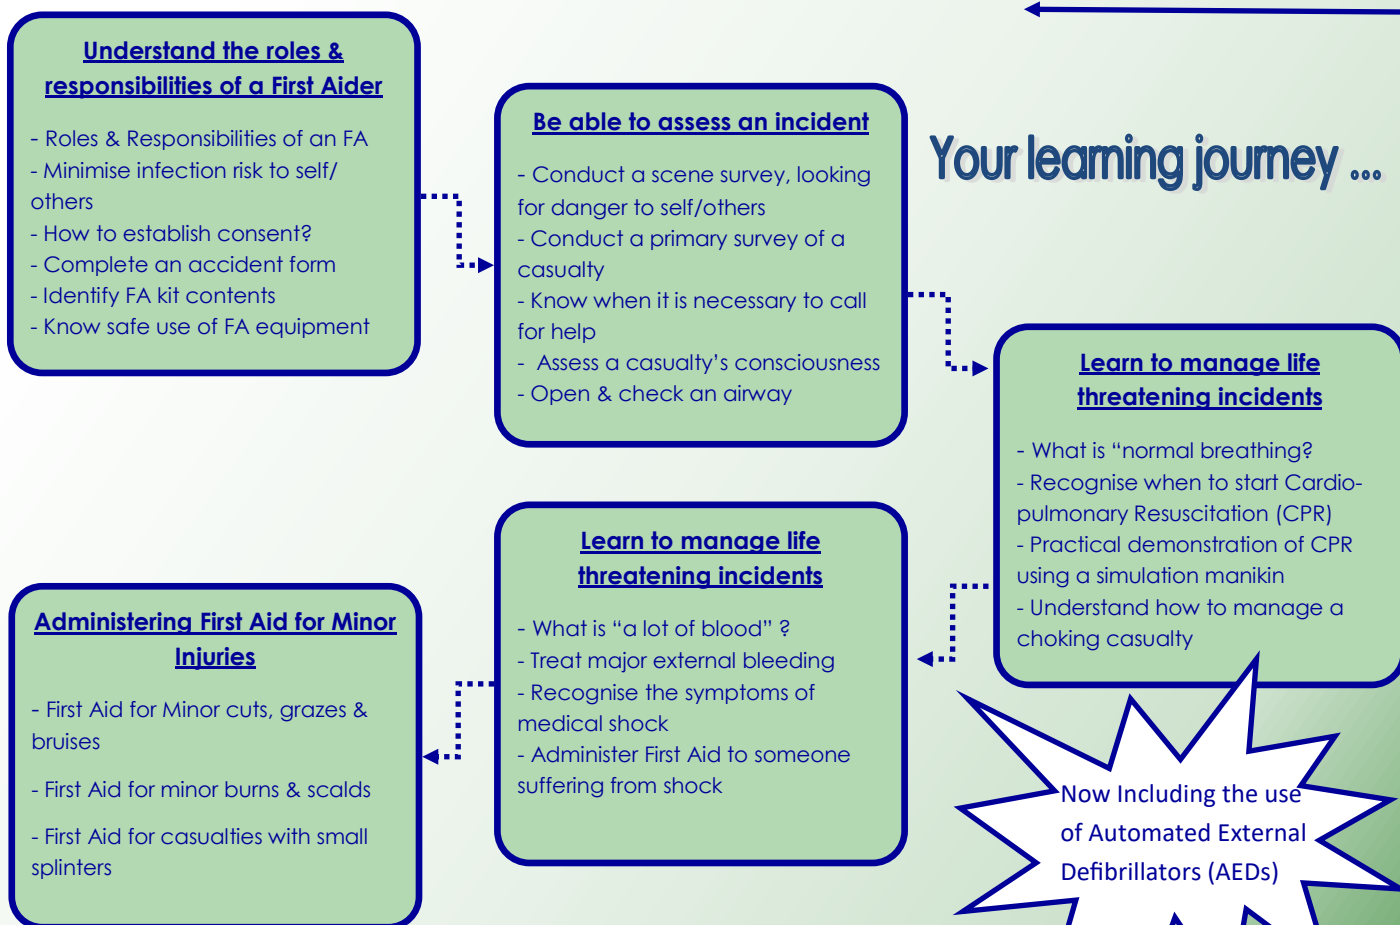 Understand the roles &
responsibilities of a First Aider
- Roles & Responsibilities of an FA
- Minimise infection risk to self/
others
- How to establish consent?
- Complete an accident form
- Identify FA kit contents
- Know safe use of FA equipment
Be able to assess an incident
- Conduct a scene survey, looking
for danger to self/others
- Conduct a primary survey of a
casualty
- Know when it is necessary to call
for help
- Assess a casualty's consciousness
- Open & check an airway
Your learning journey ...
Learn to manage life
threatening incidents
- What is “normal breathing?
- Recognise when to start Cardio-
pulmonary Resuscitation (CPR)
- Practical demonstration of CPR
using a simulation manikin
- Understand how to manage a
choking casualty
Now Including the use
of Automated External
Defibrillators (AEDs)
Learn to manage life
threatening incidents
- What is “a lot of blood” ?
- Treat major external bleeding
- Recognise the symptoms of
medical shock
- Administer First Aid to someone
suffering from shock
Administering First Aid for Minor
Injuries
- First Aid for Minor cuts, grazes &
bruises
- First Aid for minor burns & scalds
- First Aid for casualties with small
splinters